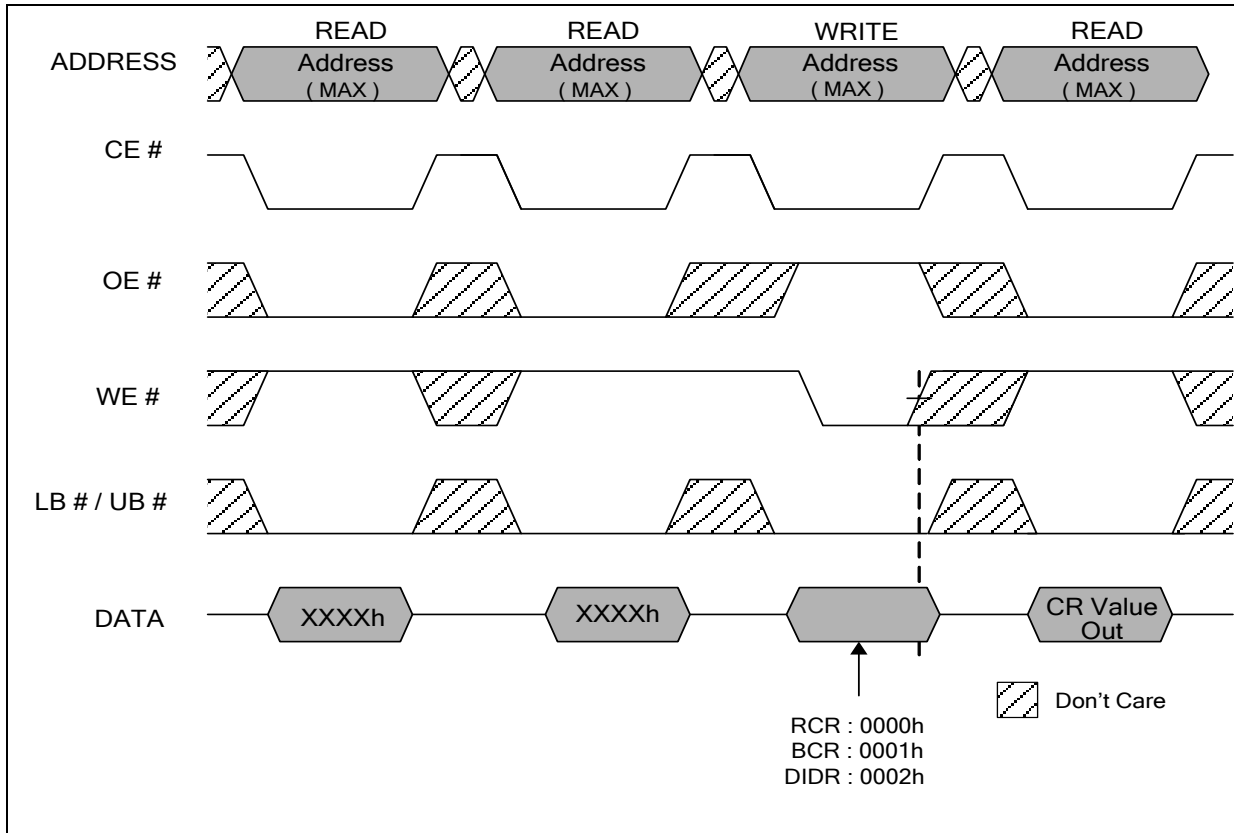 READ READ WRITE READ
ADDRESS Address Address Address Address
( MAX ) ( MAX ) ( MAX ) ( MAX )
CE #
OE #
WE #
LB # / UB #
DATA XXXXh XXXXh CR Value
Out
Don't Care
RCR : 0000h
BCR : 0001h
DIDR : 0002h